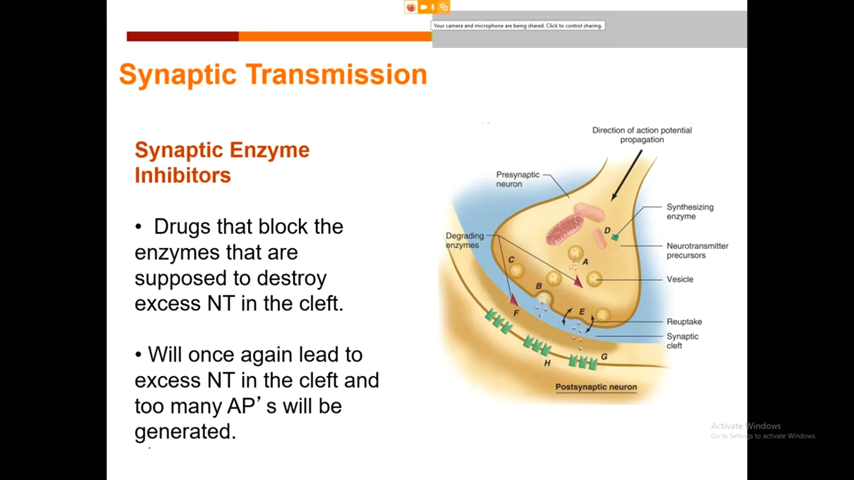 Your camera and microphone are being shared. Click to control sharing.
Synaptic Transmission
Synaptic Enzyme
Inhibitors
• Drugs that block the
enzymes that are
supposed to destroy
excess NT in the cleft.
• Will once again lead to
excess NT in the cleft and
too many AP’s will be
generated.
Direction of action potential
propagation
Presynaptic
neuron
Synthesizing
enzyme
D
Degrading
enzymes
Neurotransmitter
precursors
C
A
Vesicle
B
F
E
Reuptake
Synaptic
cleft
G
H
Postsynaptic neuron
Activate Windows
Go to Settings to activate Windows.